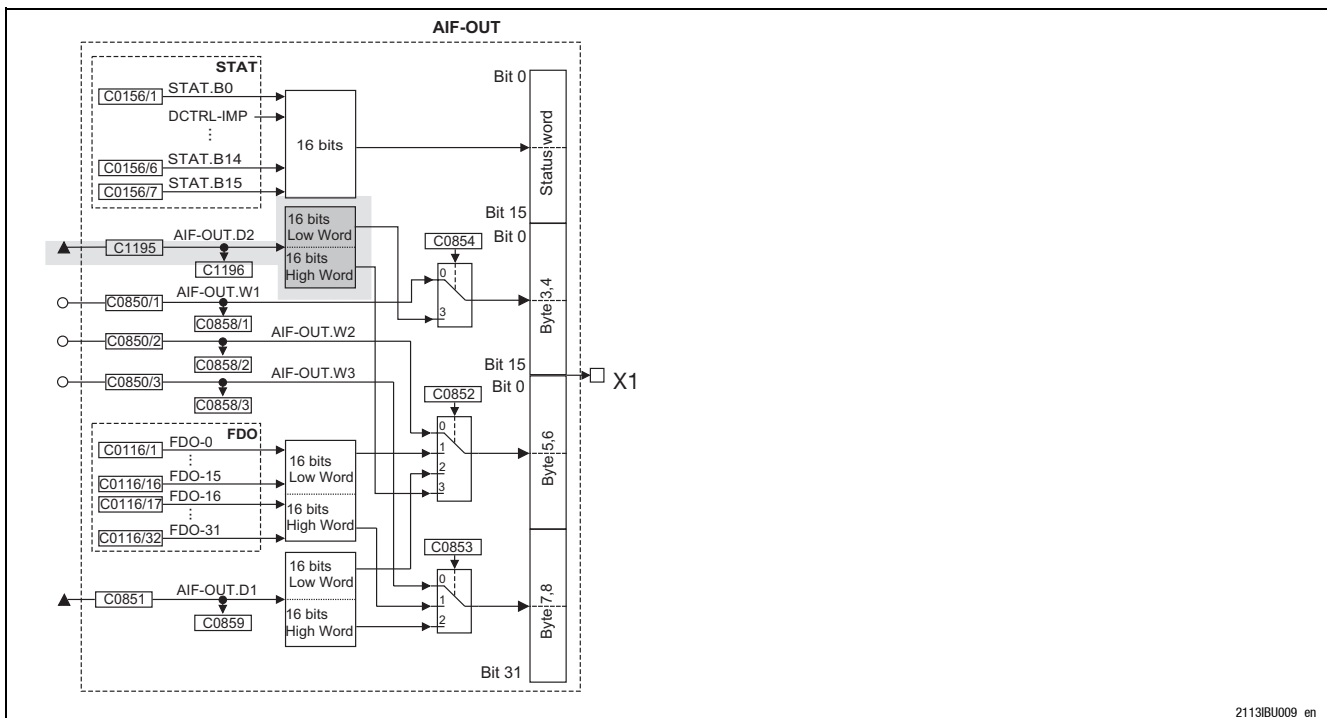 AIF-OUT
STAT
C0156/1 STAT.B0
DCTRL-IMP
⋮
C0156/6 STAT.B14
C0156/7 STAT.B15
16 bits
Bit 0
Status word
Bit 15
C1195 AIF-OUT.D2
C1196
16 bits
Low Word
16 bits
High Word
C0854
0
3
Bit 0
Byte 3,4
Bit 15
C0850/1 AIF-OUT.W1
C0858/1
C0850/2 AIF-OUT.W2
C0858/2
C0850/3 AIF-OUT.W3
C0858/3
X1
C0852
0
1
2
3
Bit 0
Byte 5,6
FDO
C0116/1 FDO-0
⋮
C0116/16 FDO-15
C0116/17 FDO-16
⋮
C0116/32 FDO-31
16 bits
Low Word
16 bits
High Word
C0853
0
1
2
Byte 7,8
Bit 31
C0851 AIF-OUT.D1
C0859
16 bits
Low Word
16 bits
High Word
2113IBU009_en